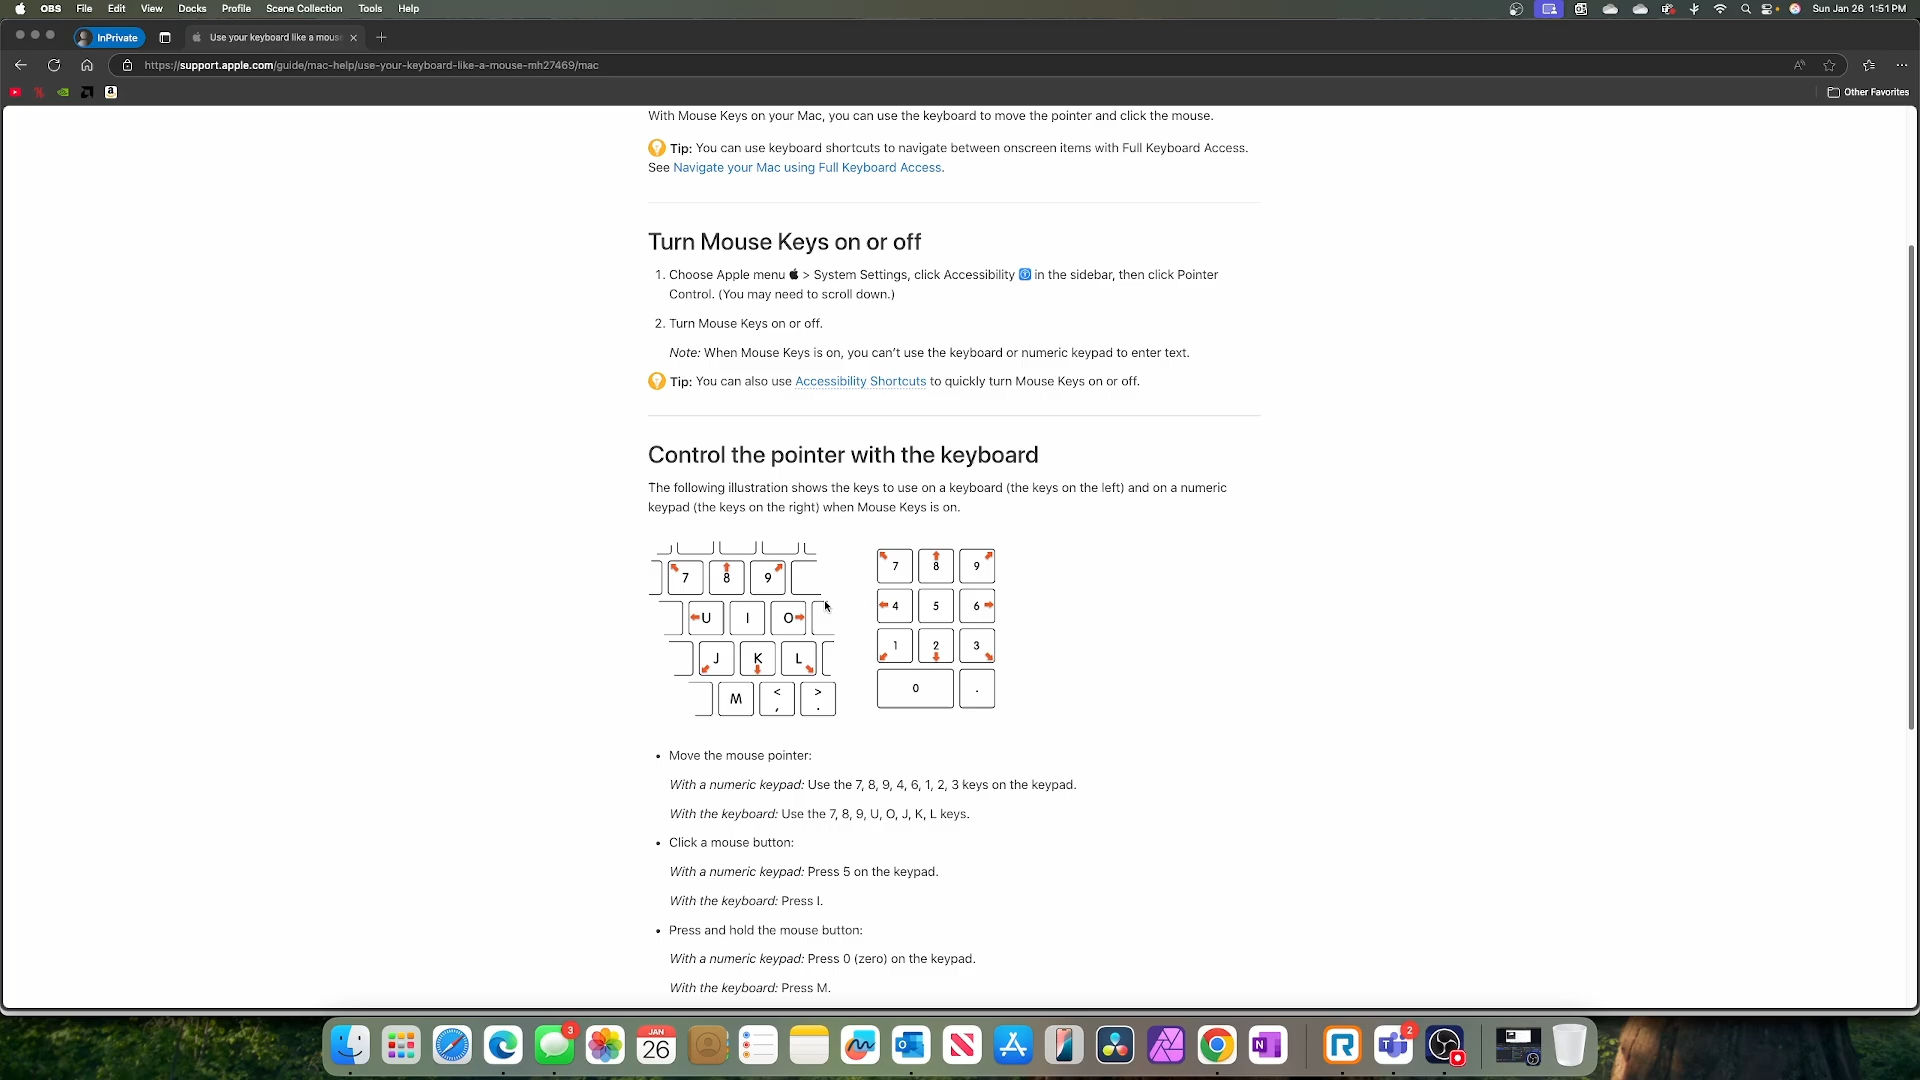 OBS File Edit View Docks Profile Scene Collection Tools Help Sun Jan 26 1:51 PM
InPrivate Use your keyboard like a mous
https://support.apple.com/guide/mac-help/use-your-keyboard-like-a-mouse-mh27469/mac
Other Favorites
With Mouse Keys on your Mac, you can use the keyboard to move the pointer and click the mouse.
Tip: You can use keyboard shortcuts to navigate between onscreen items with Full Keyboard Access.
See Navigate your Mac using Full Keyboard Access.
Turn Mouse Keys on or off
1. Choose Apple menu > System Settings, click Accessibility in the sidebar, then click Pointer
Control. (You may need to scroll down.)
2. Turn Mouse Keys on or off.
Note: When Mouse Keys is on, you can't use the keyboard or numeric keypad to enter text.
Tip: You can also use Accessibility Shortcuts to quickly turn Mouse Keys on or off.
Control the pointer with the keyboard
The following illustration shows the keys to use on a keyboard (the keys on the left) and on a numeric
keypad (the keys on the right) when Mouse Keys is on.
7 8 9
U I O
J K L
M < , > .
7 8 9
4 5 6
1 2 3
0 .
• Move the mouse pointer:
With a numeric keypad: Use the 7, 8, 9, 4, 6, 1, 2, 3 keys on the keypad.
With the keyboard: Use the 7, 8, 9, U, O, J, K, L keys.
• Click a mouse button:
With a numeric keypad: Press 5 on the keypad.
With the keyboard: Press I.
• Press and hold the mouse button:
With a numeric keypad: Press 0 (zero) on the keypad.
With the keyboard: Press M.
3
JAN
26
2